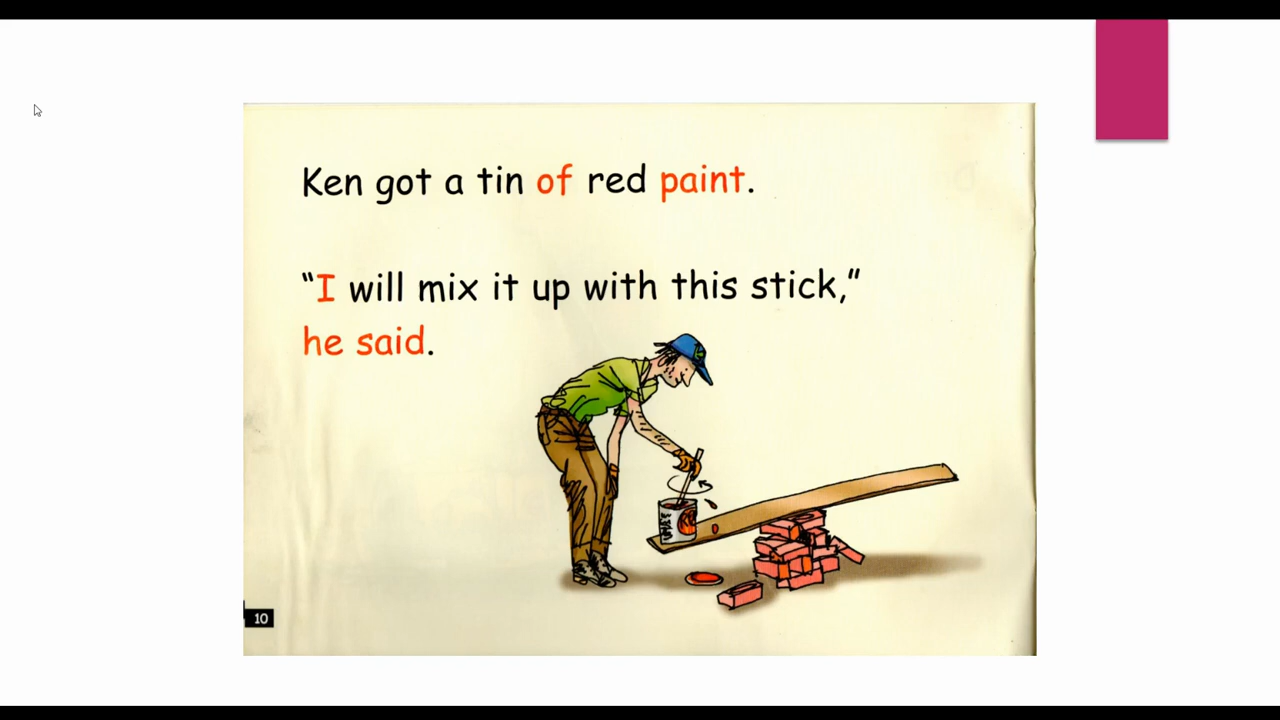 Ken got a tin of red paint.
“I will mix it up with this stick,”
he said.
10